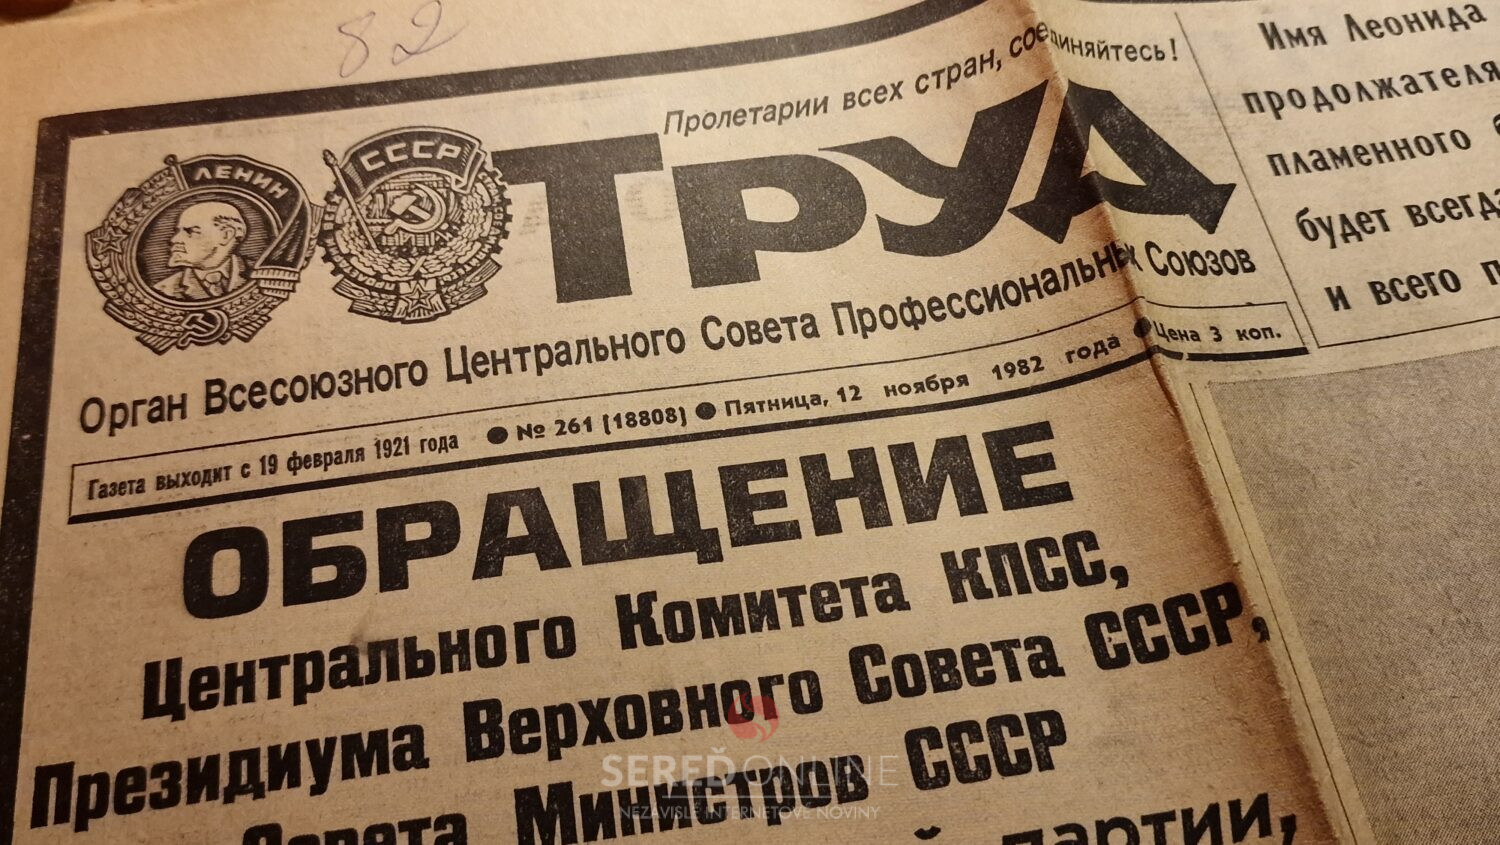 82
Пролетарии всех стран, соединяйтесь!
ЛЕНИН
СССР
ТРУД
Орган Всесоюзного Центрального Совета Профессиональных Союзов
Газета выходит с 19 февраля 1921 года ● № 261 (18808) ● Пятница, 12 ноября 1982 года ● Цена 3 коп.
ОБРАЩЕНИЕ
Центрального Комитета КПСС,
Президиума Верховного Совета СССР,
Совета Министров СССР
партии,
Имя Леонида
продолжателя
пламенного
будет всегда
и всего
SEREĎONLINE
NEZÁVISLÉ INTERNETOVÉ NOVINY